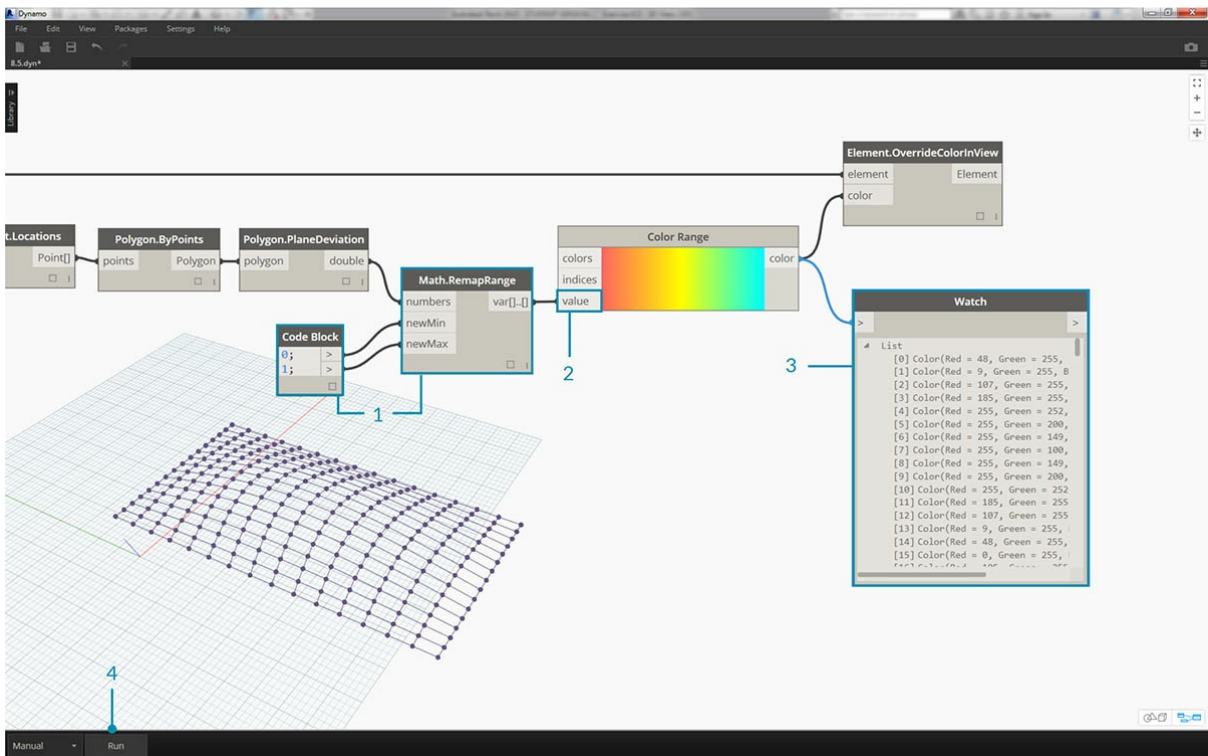 Dynamo
File Edit View Packages Settings Help
8.5.dyn*
Library
Element.OverrideColorInView
element Element
color
t.Locations
Point[]
Polygon.ByPoints
points Polygon
Polygon.PlaneDeviation
polygon double
Math.RemapRange
numbers var[]..[]
newMin
newMax
Code Block
0; >
1; >
1
Color Range
colors color
indices
value
2
Watch
> >
3
List
[0] Color(Red = 48, Green = 255,
[1] Color(Red = 9, Green = 255, B
[2] Color(Red = 107, Green = 255,
[3] Color(Red = 185, Green = 255,
[4] Color(Red = 255, Green = 252,
[5] Color(Red = 255, Green = 200,
[6] Color(Red = 255, Green = 149,
[7] Color(Red = 255, Green = 100,
[8] Color(Red = 255, Green = 149,
[9] Color(Red = 255, Green = 200,
[10] Color(Red = 255, Green = 252
[11] Color(Red = 185, Green = 255
[12] Color(Red = 107, Green = 255
[13] Color(Red = 9, Green = 255,
[14] Color(Red = 48, Green = 255,
[15] Color(Red = 0, Green = 255,
4
Manual Run